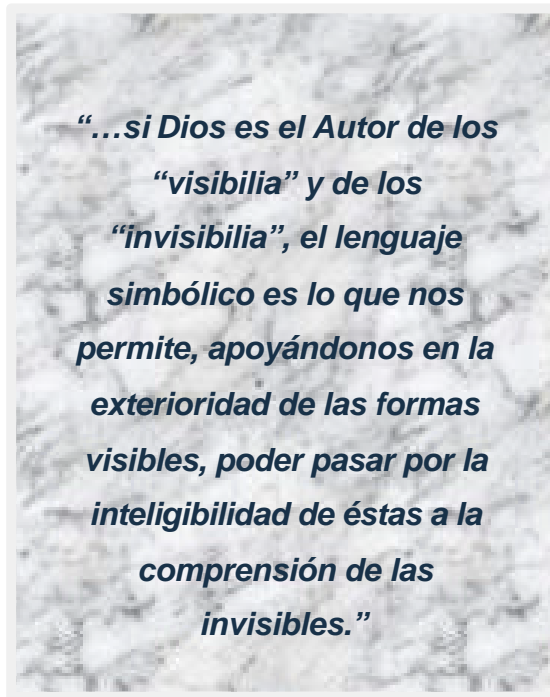 “…si Dios es el Autor de los
“visibilia” y de los
“invisibilia”, el lenguaje
simbólico es lo que nos
permite, apoyándonos en la
exterioridad de las formas
visibles, poder pasar por la
inteligibilidad de éstas a la
comprensión de las
invisibles.”